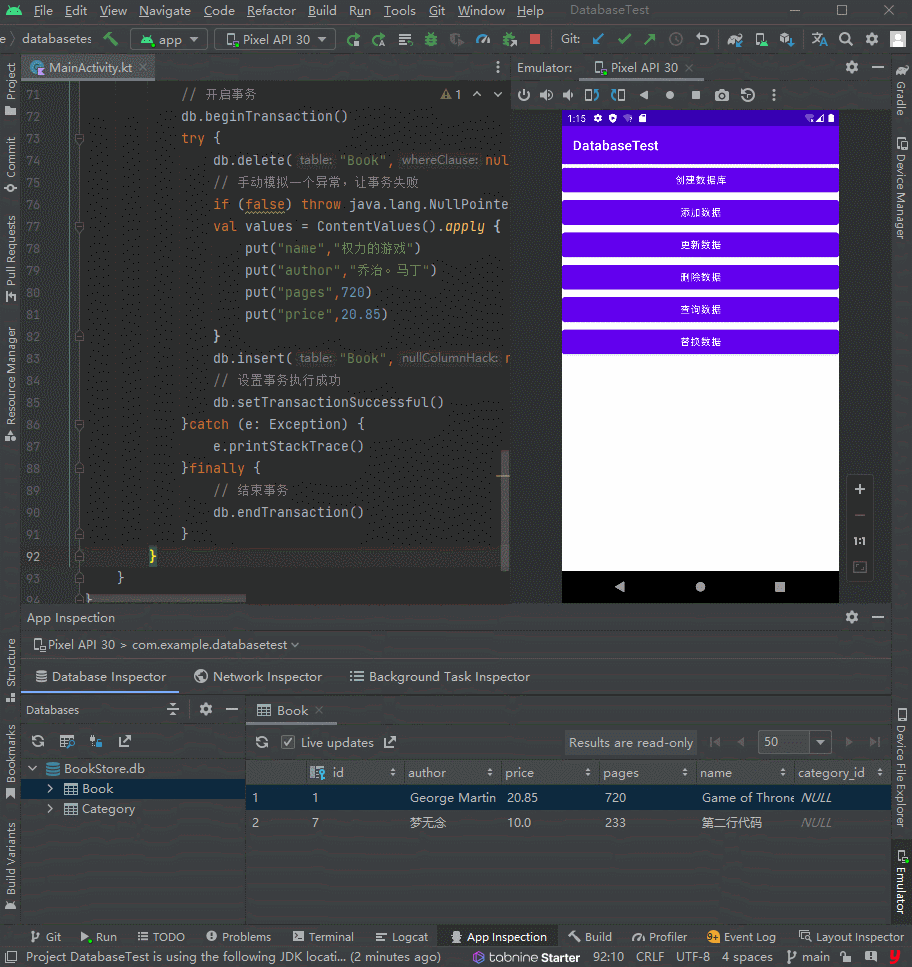 File Edit View Navigate Code Refactor Build Run Tools Git Window Help DatabaseTest
databasetes app Pixel API 30 Git:
MainActivity.kt
Emulator: Pixel API 30
Project
Commit
Pull Requests
Resource Manager
Structure
Bookmarks
Build Variants
71 // 开启事务
1
72 db.beginTransaction()
73 try {
74 db.delete( table: "Book", whereClause: nul
75 // 手动模拟一个异常，让事务失败
76 if (false) throw java.lang.NullPointe
77 val values = ContentValues().apply {
78 put("name","权力的游戏")
79 put("author","乔治。马丁")
80 put("pages",720)
81 put("price",20.85)
82 }
83 db.insert( table: "Book", nullColumnHack: n
84 // 设置事务执行成功
85 db.setTransactionSuccessful()
86 }catch (e: Exception) {
87 e.printStackTrace()
88 }finally {
89 // 结束事务
90 db.endTransaction()
91 }
92 }
93 }
94 }
1:15
DatabaseTest
创建数据库
添加数据
更新数据
删除数据
查询数据
替换数据
1:1
Gradle
Device Manager
Device File Explorer
Emulator
App Inspection
Pixel API 30 > com.example.databasetest
Database Inspector Network Inspector Background Task Inspector
Databases
BookStore.db
Book
Category
Book
Live updates Results are read-only 50
id author price pages name category_id
1 1 George Martin 20.85 720 Game of Throne NULL
2 7 梦无念 10.0 233 第二行代码 NULL
Git Run TODO Problems Terminal Logcat App Inspection Build Profiler Event Log Layout Inspector
Project DatabaseTest is using the following JDK locati... (2 minutes ago) tabnine Starter 92:10 CRLF UTF-8 4 spaces main